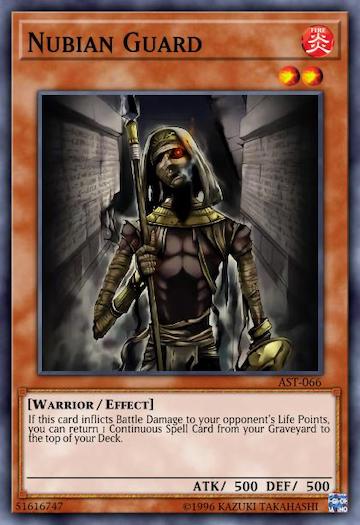 Nubian Guard
FIRE
炎
AST-066
[Warrior / Effect]
If this card inflicts Battle Damage to your opponent's Life Points,
you can return 1 Continuous Spell Card from your Graveyard to
the top of your Deck.
ATK/ 500 DEF/ 500
51616747
©1996 KAZUKI TAKAHASHI